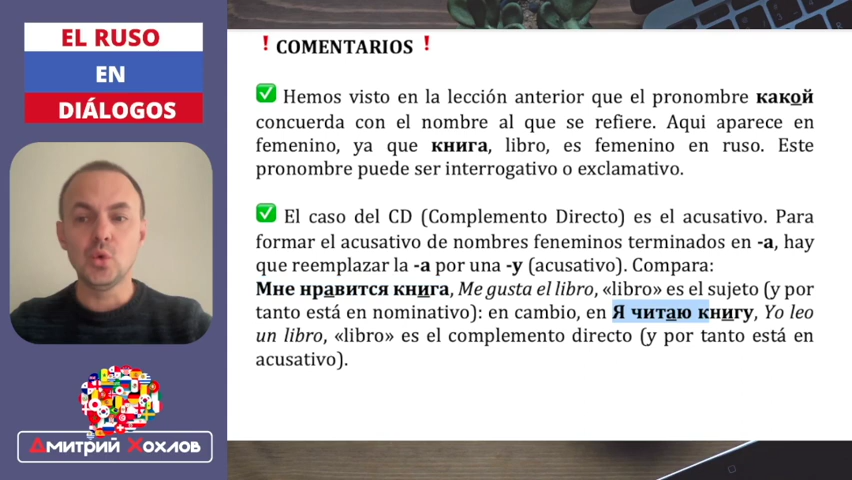 EL RUSO
EN
DIÁLOGOS
Дмитрий Хохлов
❗ COMENTARIOS ❗
✅ Hemos visto en la lección anterior que el pronombre какой
concuerda con el nombre al que se refiere. Aquí aparece en
femenino, ya que книга, libro, es femenino en ruso. Este
pronombre puede ser interrogativo o exclamativo.
✅ El caso del CD (Complemento Directo) es el acusativo. Para
formar el acusativo de nombres feneminos terminados en -а, hay
que reemplazar la -а por una -у (acusativo). Compara:
Мне нравится книга, Me gusta el libro, «libro» es el sujeto (y por
tanto está en nominativo): en cambio, en Я читаю книгу, Yo leo
un libro, «libro» es el complemento directo (y por tanto está en
acusativo).